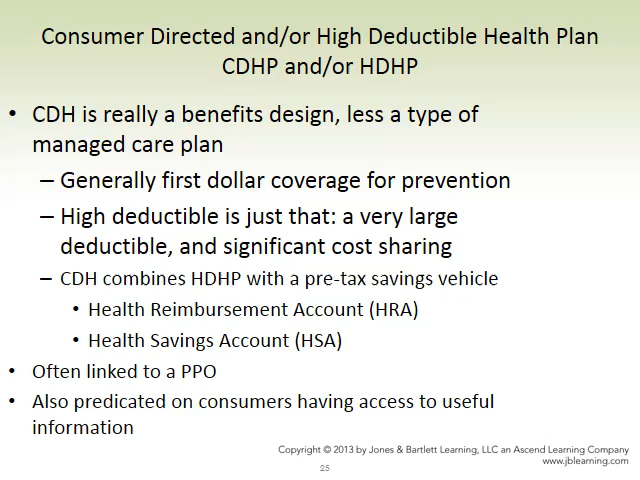 Consumer Directed and/or High Deductible Health Plan
CDHP and/or HDHP
• CDH is really a benefits design, less a type of
managed care plan
– Generally first dollar coverage for prevention
– High deductible is just that: a very large
deductible, and significant cost sharing
– CDH combines HDHP with a pre-tax savings vehicle
• Health Reimbursement Account (HRA)
• Health Savings Account (HSA)
• Often linked to a PPO
• Also predicated on consumers having access to useful
information
Copyright © 2013 by Jones & Bartlett Learning, LLC an Ascend Learning Company
www.jblearning.com
25